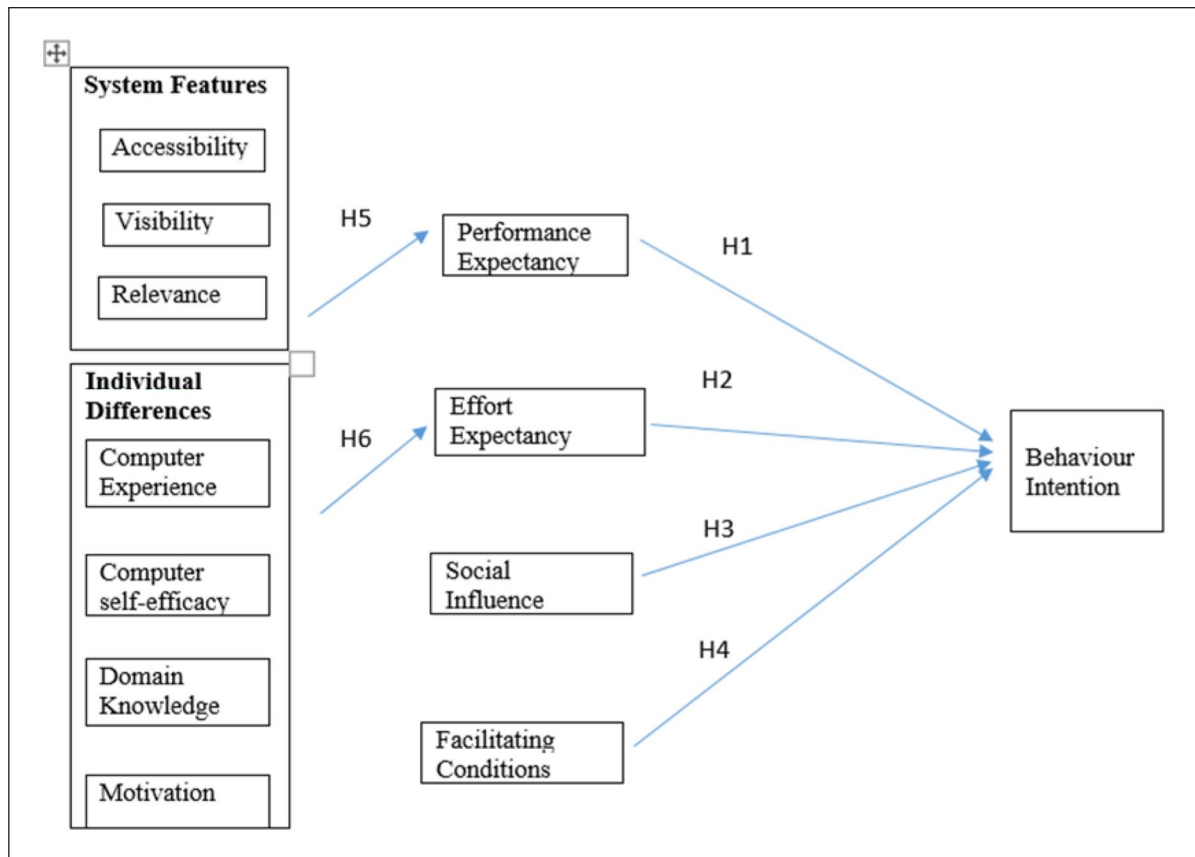 System Features
Accessibility
Visibility
Relevance
Individual
Differences
Computer
Experience
Computer
self-efficacy
Domain
Knowledge
Motivation
H5
H6
Performance
Expectancy
Effort
Expectancy
Social
Influence
Facilitating
Conditions
H1
H2
H3
H4
Behaviour
Intention